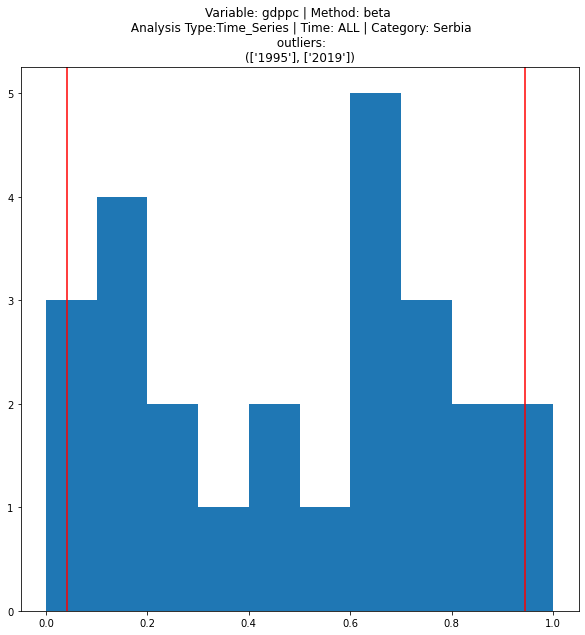 Variable: gdppc | Method: beta
Analysis Type:Time_Series | Time: ALL | Category: Serbia
outliers:
(['1995'], ['2019'])
5
4
3
2
1
0
0.0 0.2 0.4 0.6 0.8 1.0